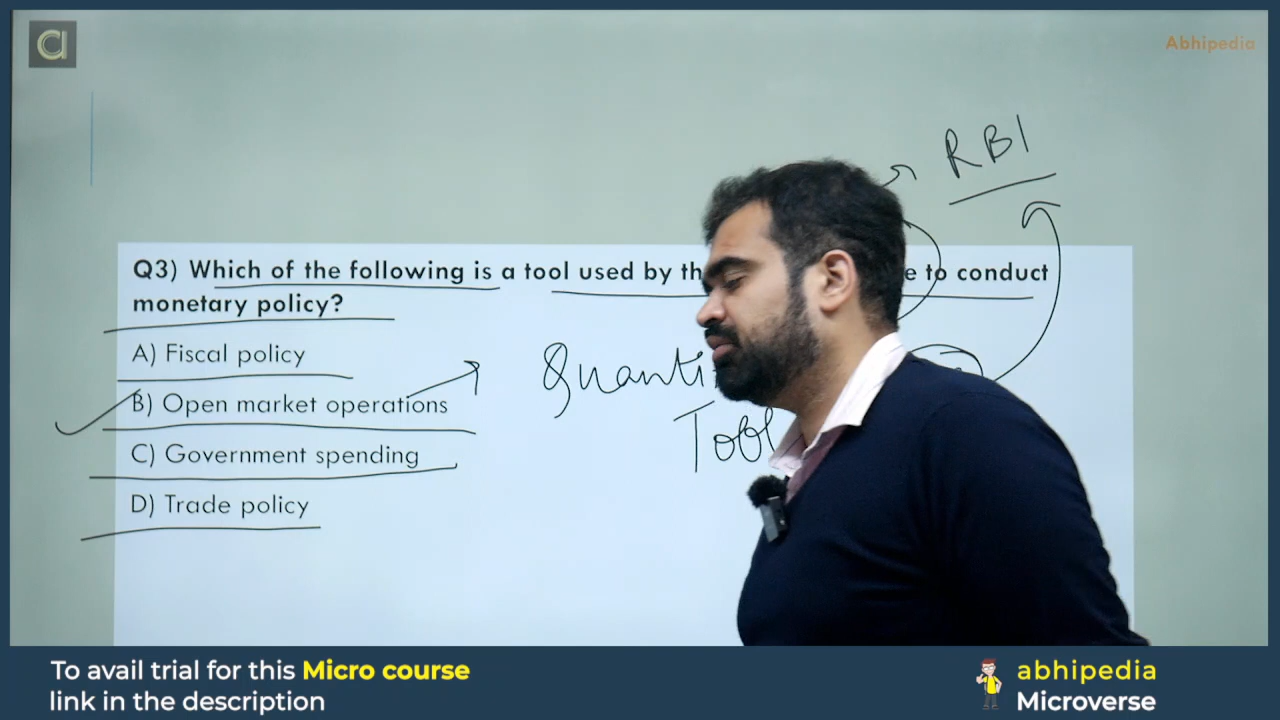 a
Abhipedia
RBI
Q3) Which of the following is a tool used by to conduct
monetary policy?
A) Fiscal policy
B) Open market operations
C) Government spending
D) Trade policy
Tool
To avail trial for this Micro course
link in the description
abhipedia
Microverse